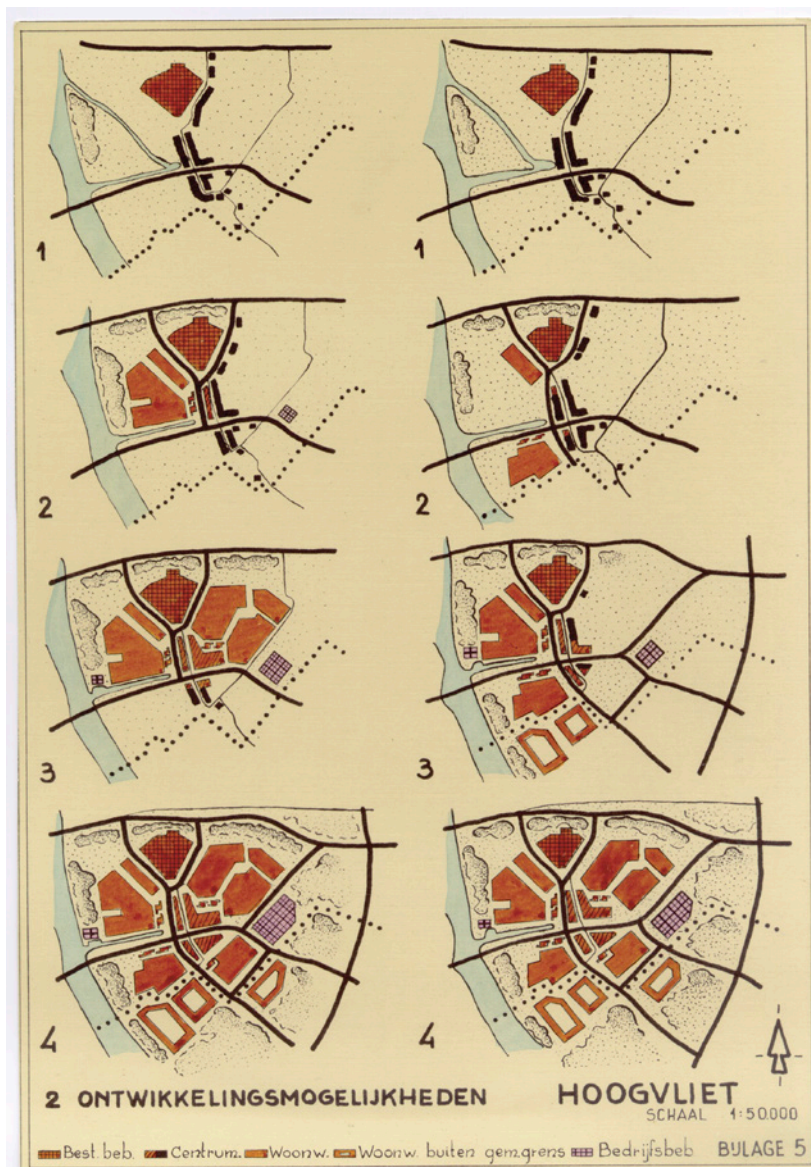 1
1
2
2
3
3
4
4
2 ONTWIKKELINGSMOGELIJKHEDEN
HOOGVLIET
SCHAAL 1:50.000
Best. beb. Centrum. Woonw. Woonw. buiten gem.grens Bedrijfsbeb BIJLAGE 5